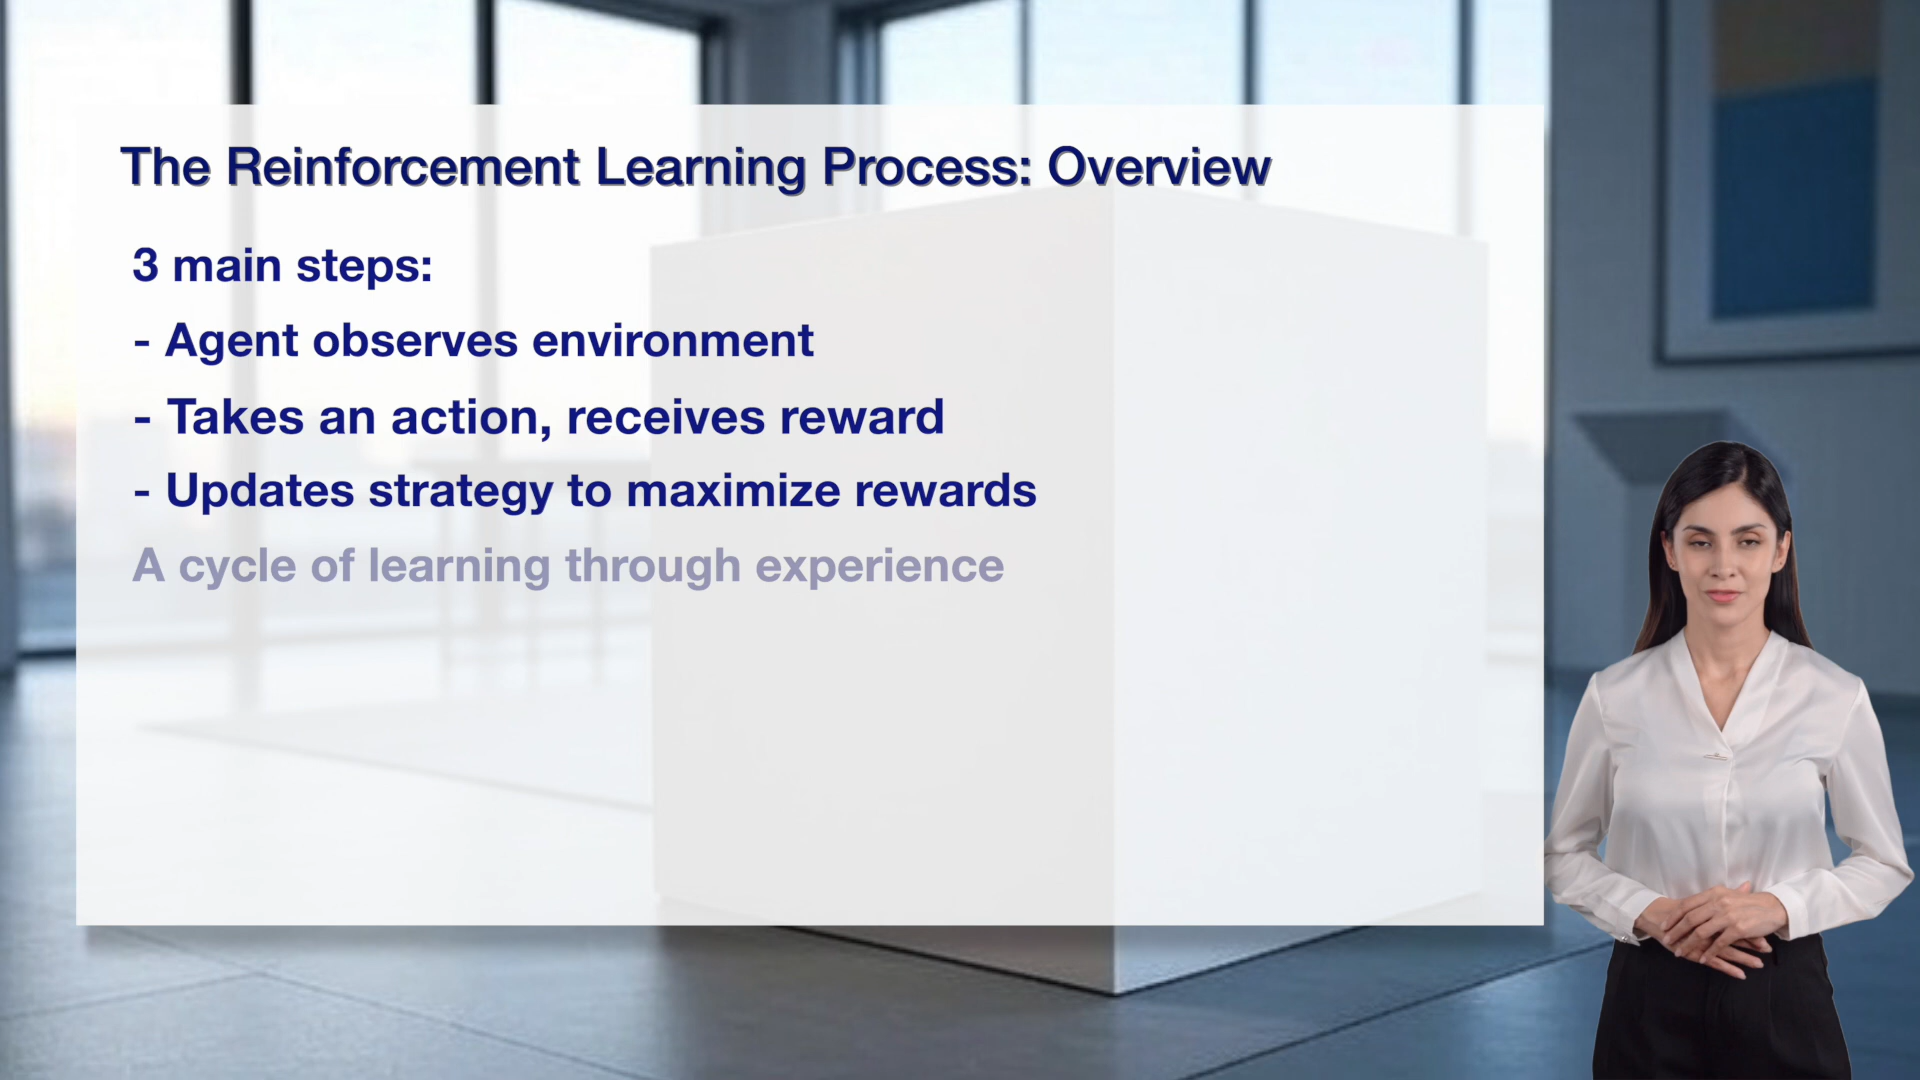 The Reinforcement Learning Process: Overview
3 main steps:
- Agent observes environment
- Takes an action, receives reward
- Updates strategy to maximize rewards
A cycle of learning through experience